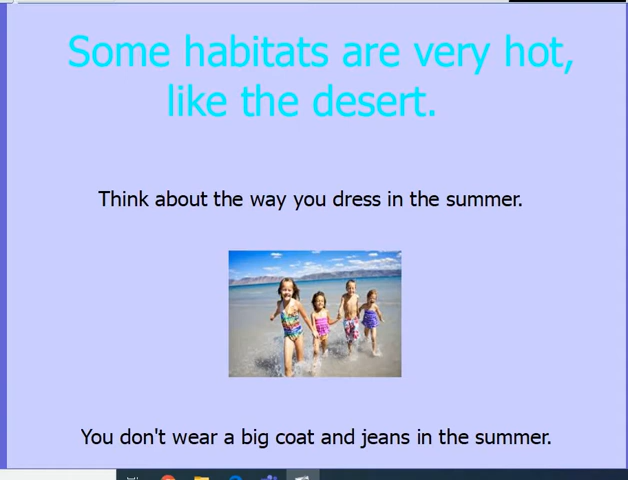 Some habitats are very hot,
like the desert.
Think about the way you dress in the summer.
You don't wear a big coat and jeans in the summer.